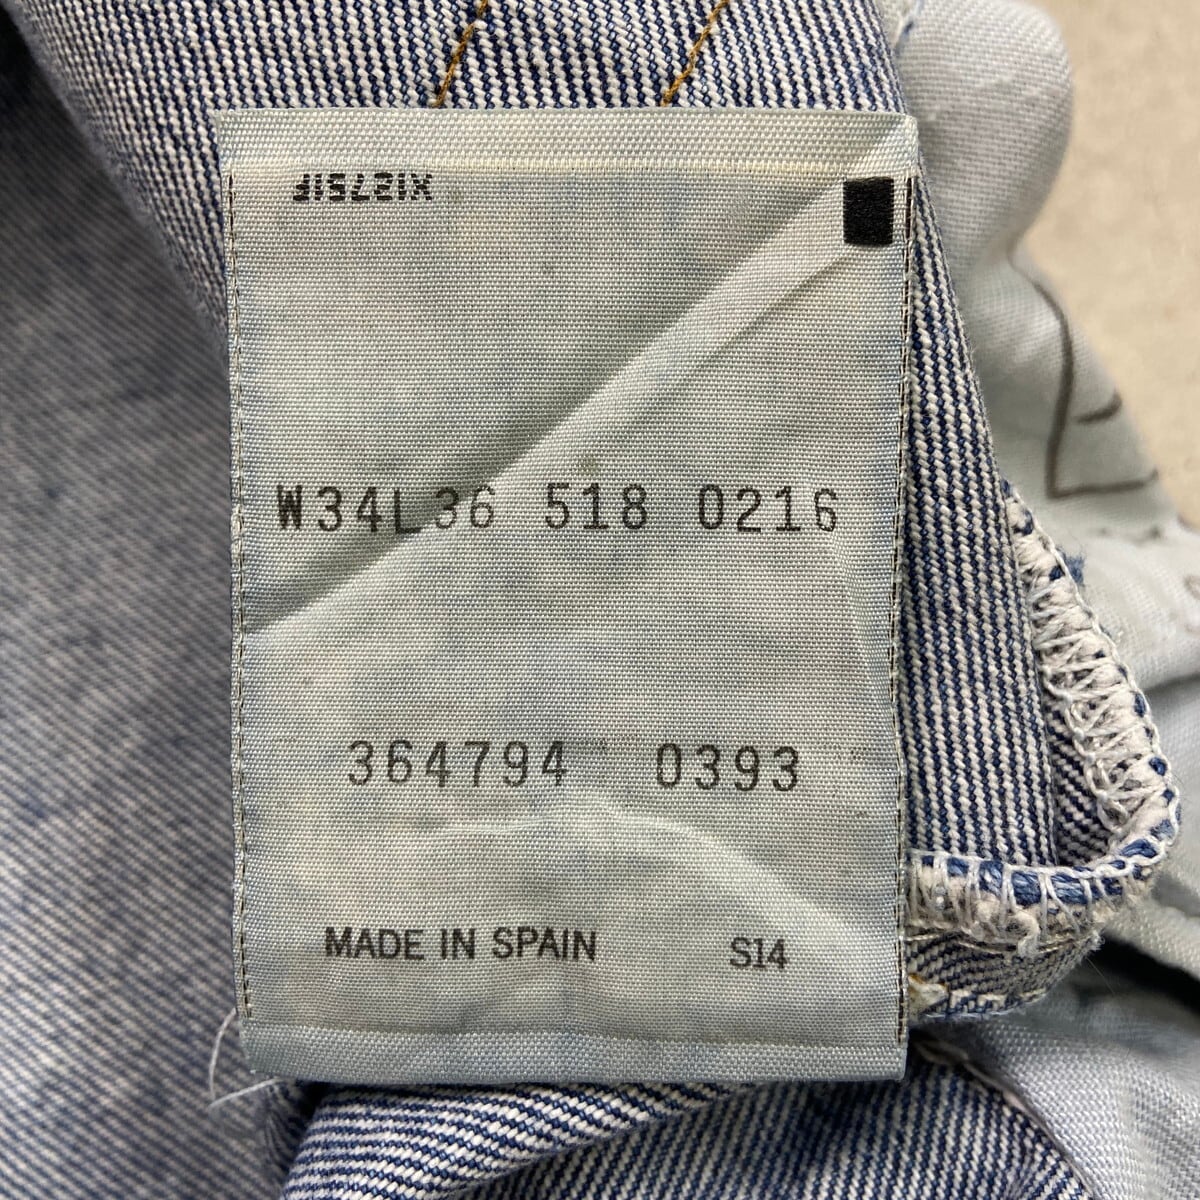 W34L36 518 0216
364794 0393
MADE IN SPAIN S14